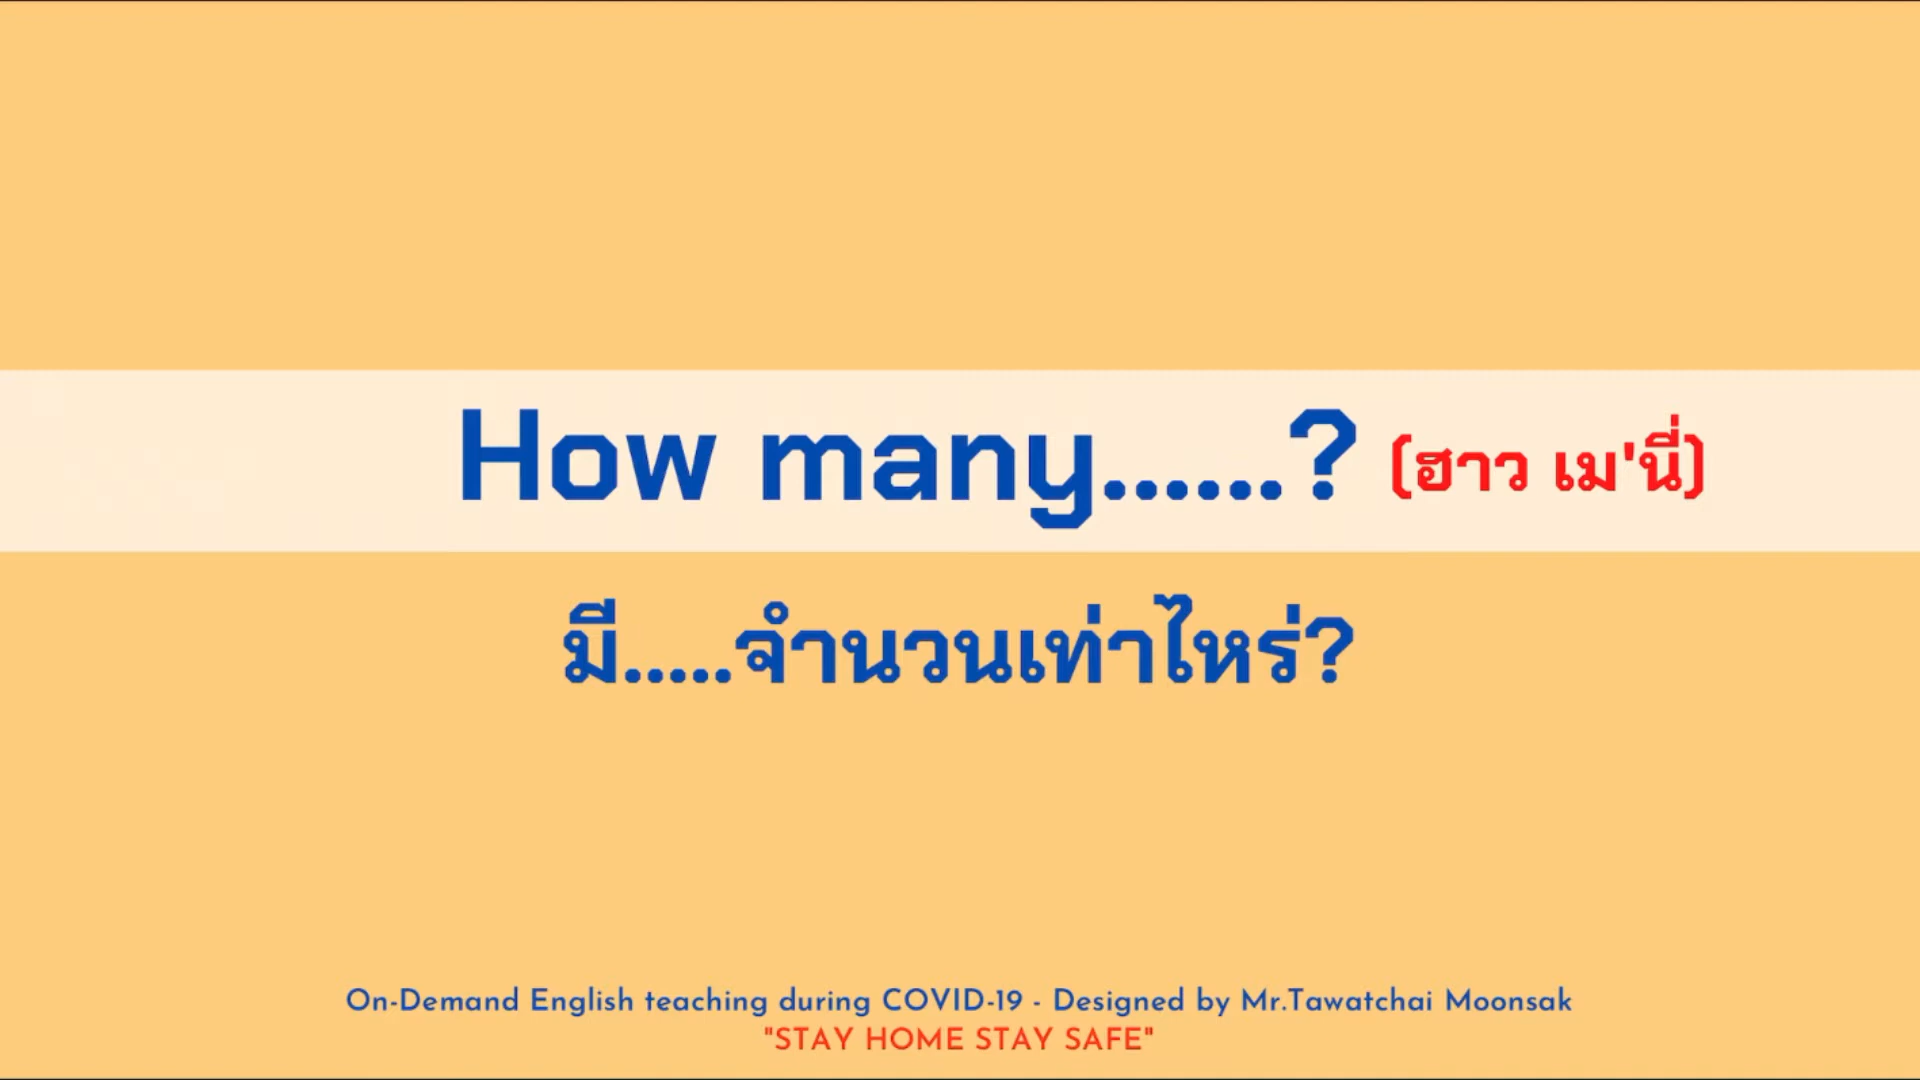 How many......? (ฮาว เม'นี่)
มี.....จำนวนเท่าไหร่?
On-Demand English teaching during COVID-19 - Designed by Mr.Tawatchai Moonsak
"STAY HOME STAY SAFE"